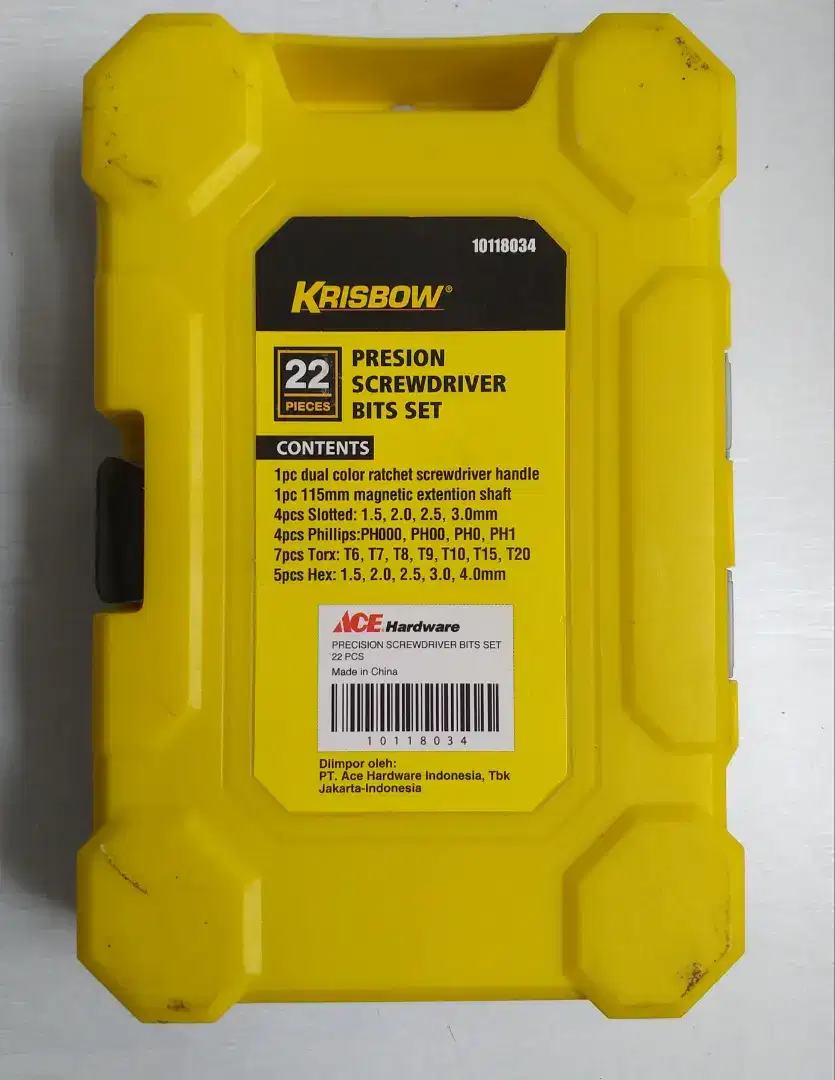 10118034
KRISBOW®
22
PIECES
PRESION
SCREWDRIVER
BITS SET
CONTENTS
1pc dual color ratchet screwdriver handle
1pc 115mm magnetic extention shaft
4pcs Slotted: 1.5, 2.0, 2.5, 3.0mm
4pcs Phillips:PH000, PH00, PH0, PH1
7pcs Torx: T6, T7, T8, T9, T10, T15, T20
5pcs Hex: 1.5, 2.0, 2.5, 3.0, 4.0mm
ACE Hardware
PRECISION SCREWDRIVER BITS SET
22 PCS
Made in China
10118034
Diimpor oleh:
PT. Ace Hardware Indonesia, Tbk
Jakarta-Indonesia